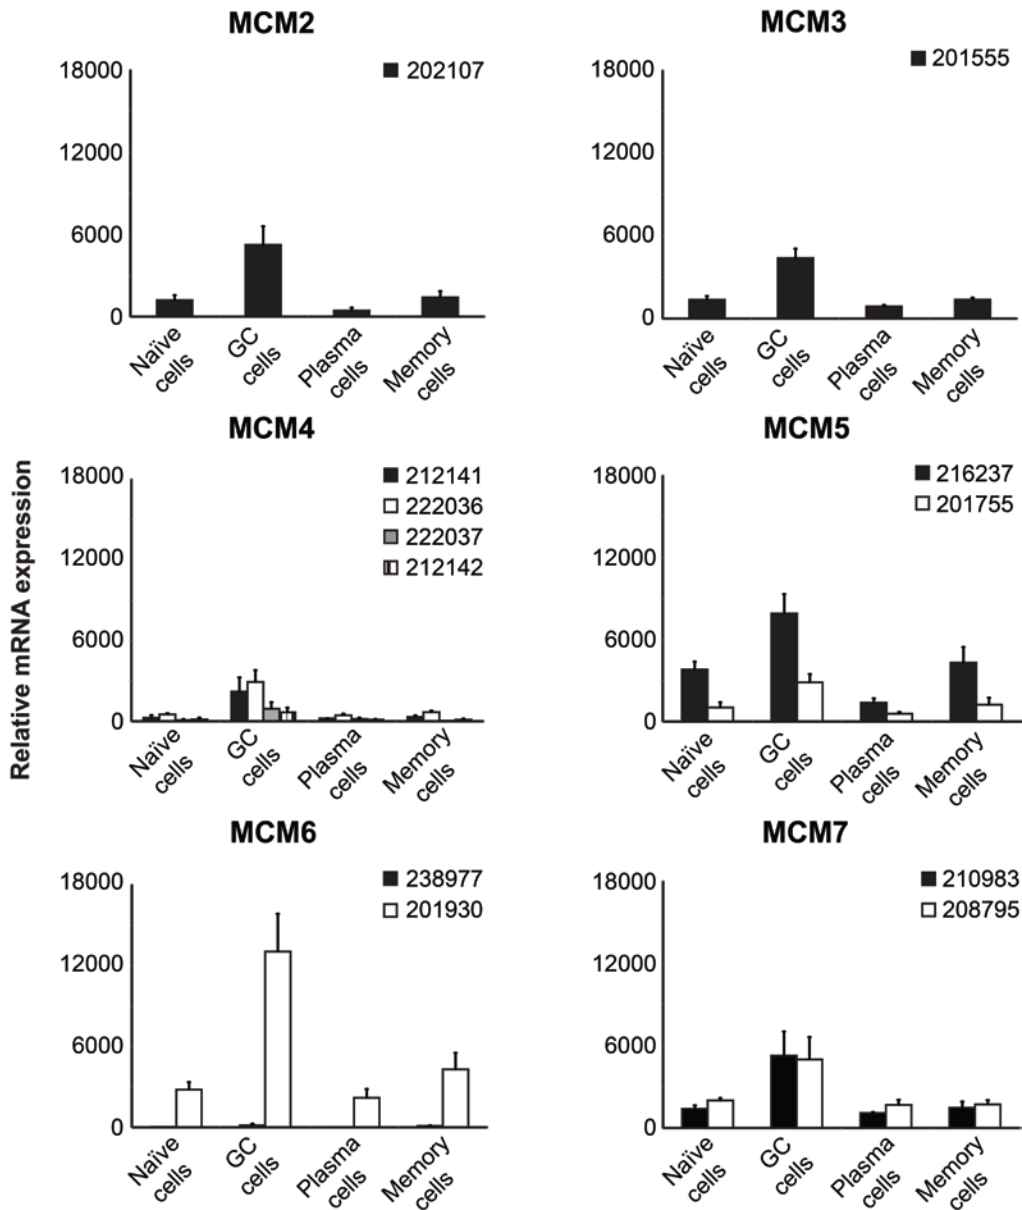 Relative mRNA expression
MCM2
202107
18000
12000
6000
0
Naïve
cells
GC
cells
Plasma
cells
Memory
cells
MCM3
201555
18000
12000
6000
0
Naïve
cells
GC
cells
Plasma
cells
Memory
cells
MCM4
212141
222036
222037
212142
18000
12000
6000
0
Naïve
cells
GC
cells
Plasma
cells
Memory
cells
MCM5
216237
201755
18000
12000
6000
0
Naïve
cells
GC
cells
Plasma
cells
Memory
cells
MCM6
238977
201930
18000
12000
6000
0
Naïve
cells
GC
cells
Plasma
cells
Memory
cells
MCM7
210983
208795
18000
12000
6000
0
Naïve
cells
GC
cells
Plasma
cells
Memory
cells